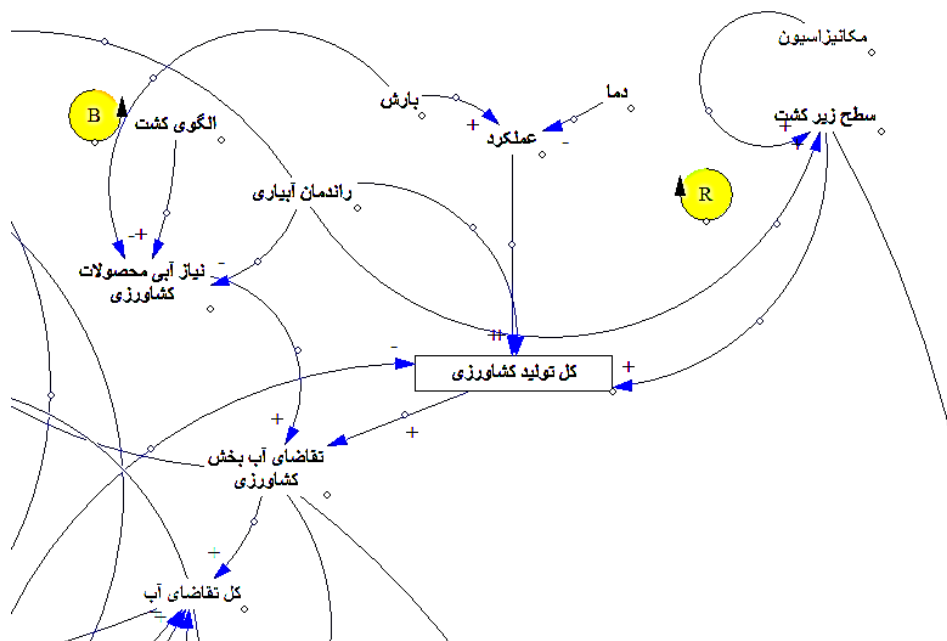 مکانیزاسیون
دما
بارش
B
الگوی کشت
+
عملکرد
-
سطح زیر کشت
+
+
راندمان آبیاری
R
-+
نیاز آبی محصولات
کشاورزی
-
++
-
کل تولید کشاورزی
+
+
+
تقاضای آب بخش
کشاورزی
+
کل تقاضای آب